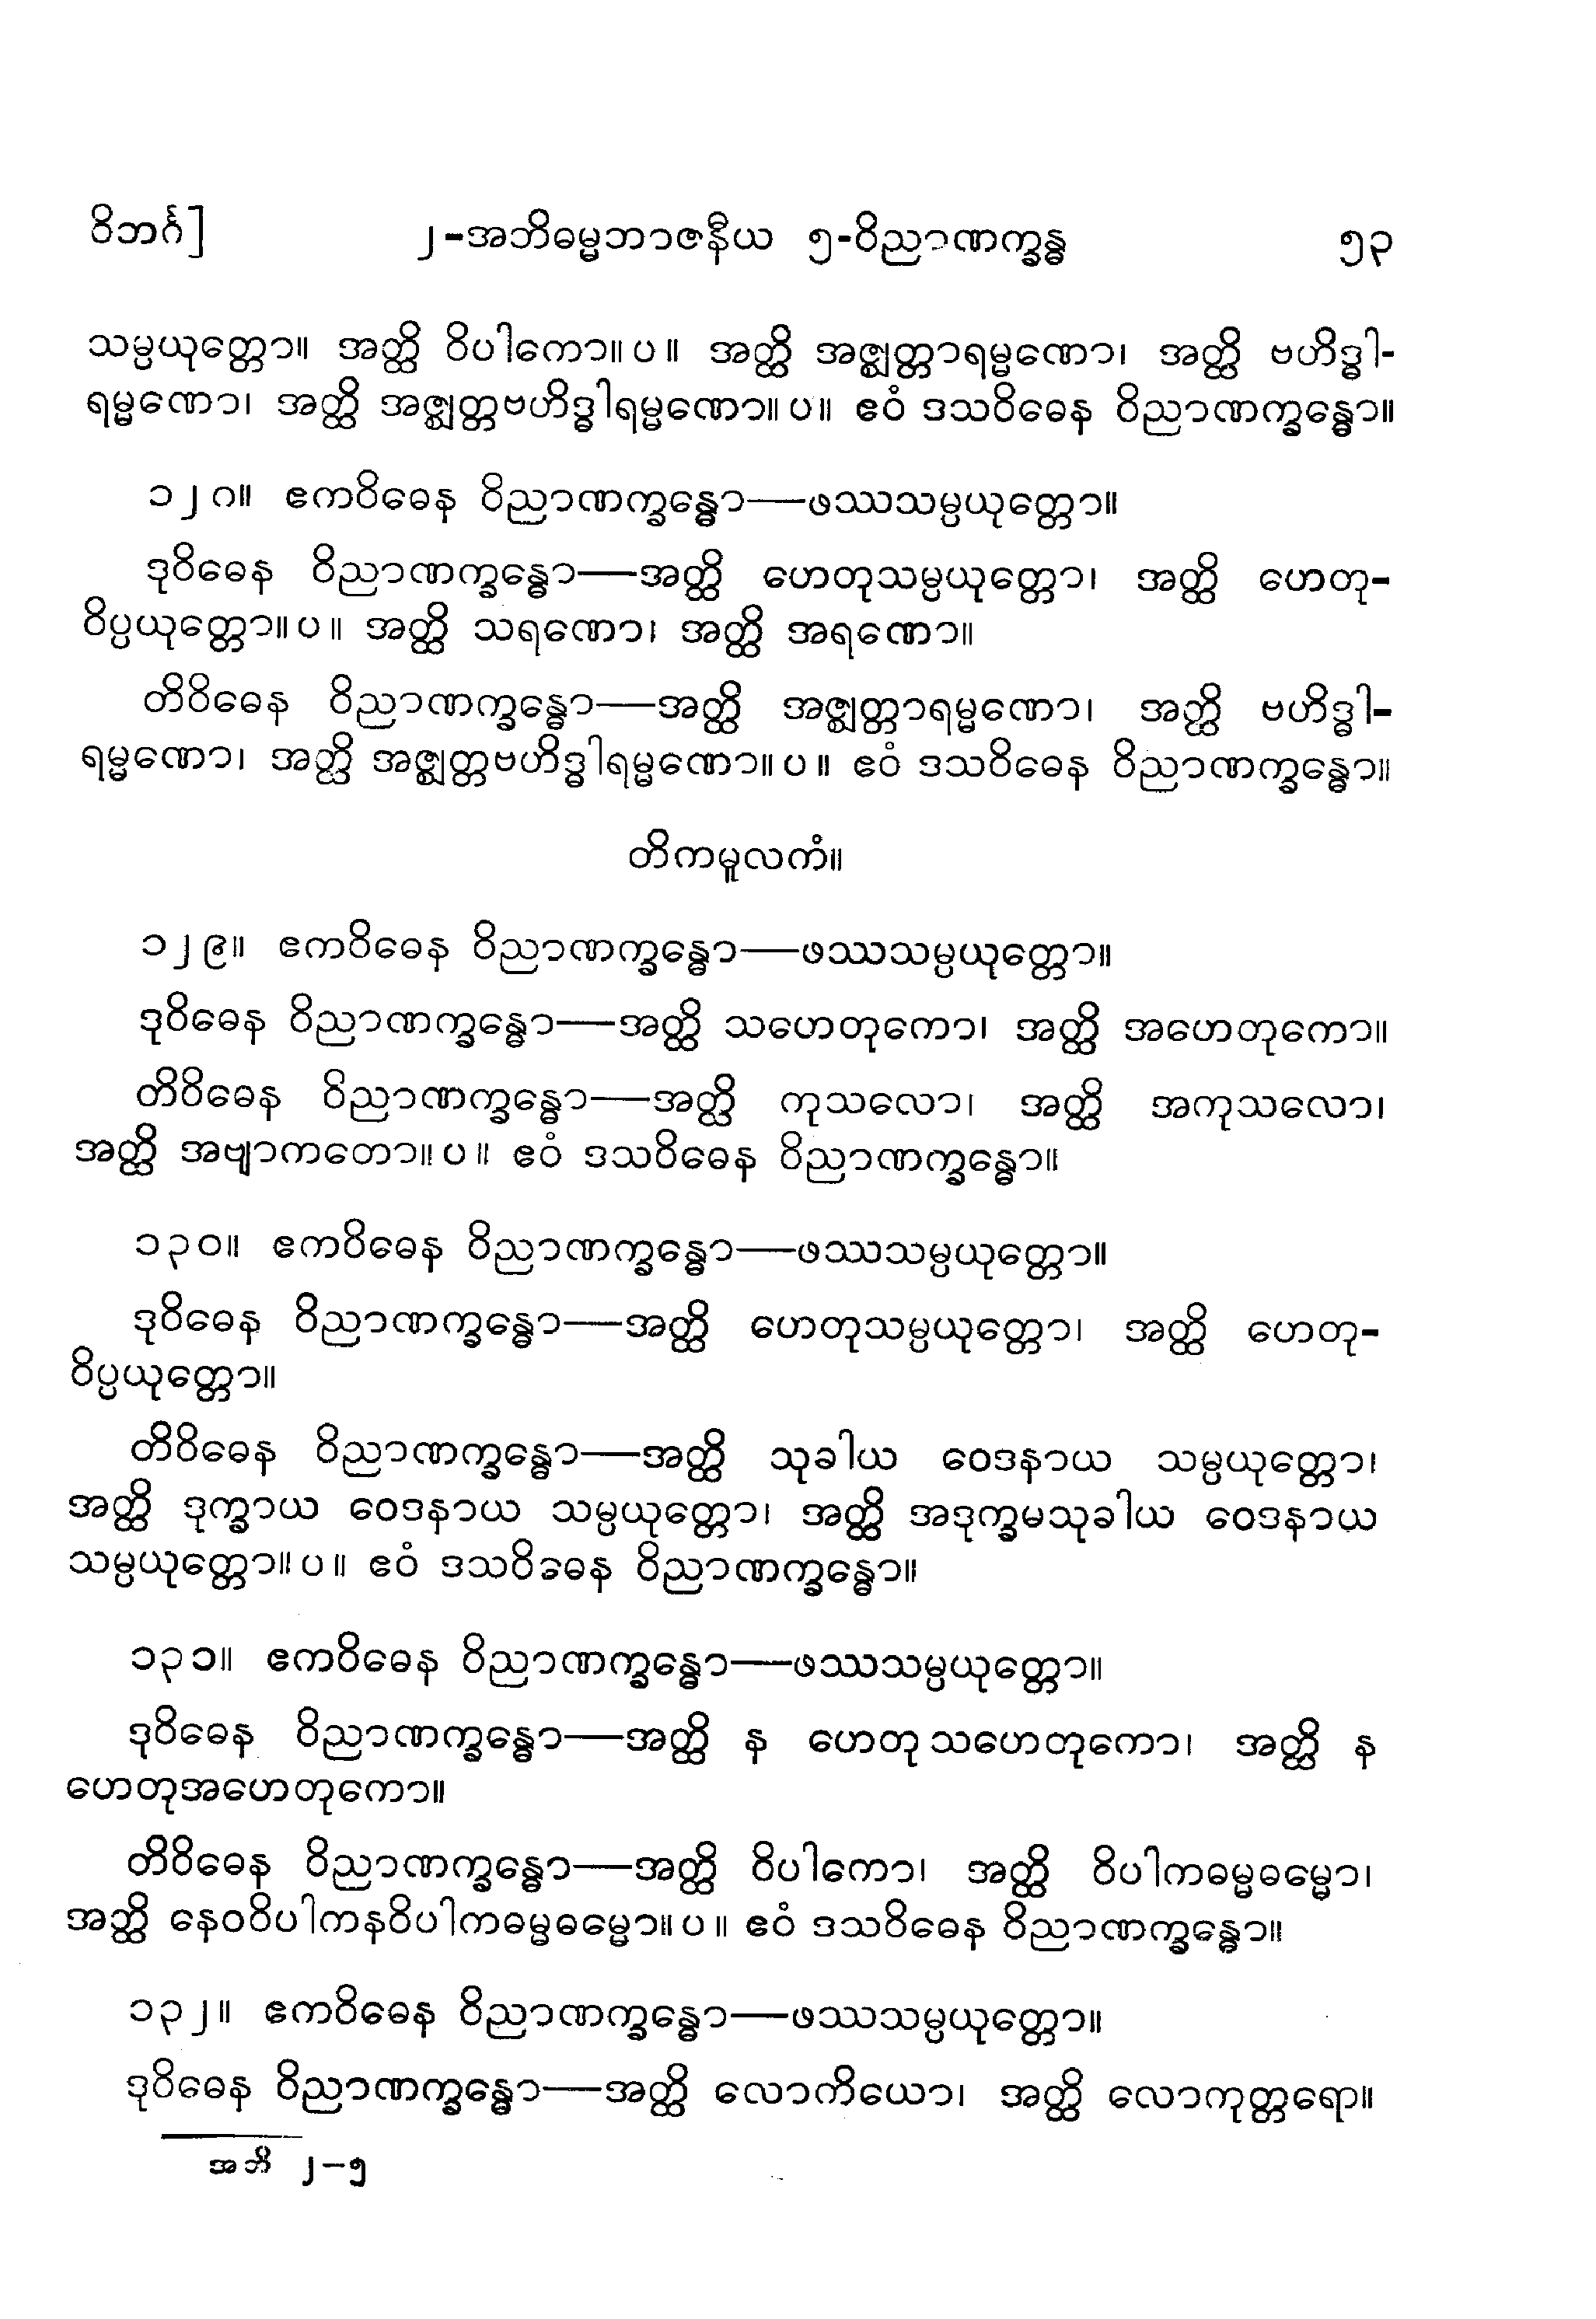 ဝိဘင်္ဂ] ၂-အဘိဓမ္မဘာဇနီယ ၅-ဝိညာဏက္ခန္ဓ ၅၃
သမ္ပယုတ္တော။ အတ္ထိ ဝိပါကော။ပ။ အတ္ထိ အဇ္ဈတ္တာရမ္မဏော၊ အတ္ထိ ဗဟိဒ္ဓါ-
ရမ္မဏော၊ အတ္ထိ အဇ္ဈတ္တဗဟိဒ္ဓါရမ္မဏော။ပ။ ဧဝံ ဒသဝိဓေန ဝိညာဏက္ခန္ဓော။
၁၂၈။ ဧကဝိဓေန ဝိညာဏက္ခန္ဓော—ဖဿသမ္ပယုတ္တော။
ဒုဝိဓေန ဝိညာဏက္ခန္ဓော—အတ္ထိ ဟေတုသမ္ပယုတ္တော၊ အတ္ထိ ဟေတု-
ဝိပ္ပယုတ္တော။ပ။ အတ္ထိ သရဏော၊ အတ္ထိ အရဏော။
တိဝိဓေန ဝိညာဏက္ခန္ဓော—အတ္ထိ အဇ္ဈတ္တာရမ္မဏော၊ အတ္ထိ ဗဟိဒ္ဓါ-
ရမ္မဏော၊ အတ္ထိ အဇ္ဈတ္တဗဟိဒ္ဓါရမ္မဏော။ပ။ ဧဝံ ဒသဝိဓေန ဝိညာဏက္ခန္ဓော။
တိကမူလကံ။
၁၂၉။ ဧကဝိဓေန ဝိညာဏက္ခန္ဓော—ဖဿသမ္ပယုတ္တော။
ဒုဝိဓေန ဝိညာဏက္ခန္ဓော—အတ္ထိ သဟေတုကော၊ အတ္ထိ အဟေတုကော။
တိဝိဓေန ဝိညာဏက္ခန္ဓော—အတ္ထိ ကုသလော၊ အတ္ထိ အကုသလော၊
အတ္ထိ အဗျာကတော။ပ။ ဧဝံ ဒသဝိဓေန ဝိညာဏက္ခန္ဓော။
၁၃၀။ ဧကဝိဓေန ဝိညာဏက္ခန္ဓော—ဖဿသမ္ပယုတ္တော။
ဒုဝိဓေန ဝိညာဏက္ခန္ဓော—အတ္ထိ ဟေတုသမ္ပယုတ္တော၊ အတ္ထိ ဟေတု-
ဝိပ္ပယုတ္တော။
တိဝိဓေန ဝိညာဏက္ခန္ဓော—အတ္ထိ သုခါယ ဝေဒနာယ သမ္ပယုတ္တော၊
အတ္ထိ ဒုက္ခာယ ဝေဒနာယ သမ္ပယုတ္တော၊ အတ္ထိ အဒုက္ခမသုခါယ ဝေဒနာယ
သမ္ပယုတ္တော။ပ။ ဧဝံ ဒသဝိဓေန ဝိညာဏက္ခန္ဓော။
၁၃၁။ ဧကဝိဓေန ဝိညာဏက္ခန္ဓော—ဖဿသမ္ပယုတ္တော။
ဒုဝိဓေန ဝိညာဏက္ခန္ဓော—အတ္ထိ န ဟေတု သဟေတုကော၊ အတ္ထိ န
ဟေတုအဟေတုကော။
တိဝိဓေန ဝိညာဏက္ခန္ဓော—အတ္ထိ ဝိပါကော၊ အတ္ထိ ဝိပါကဓမ္မဓမ္မော၊
အတ္ထိ နေဝဝိပါကနဝိပါကဓမ္မဓမ္မော။ပ။ ဧဝံ ဒသဝိဓေန ဝိညာဏက္ခန္ဓော။
၁၃၂။ ဧကဝိဓေန ဝိညာဏက္ခန္ဓော—ဖဿသမ္ပယုတ္တော။
ဒုဝိဓေန ဝိညာဏက္ခန္ဓော—အတ္ထိ လောကိယော၊ အတ္ထိ လောကုတ္တရော။
အဘိ ၂−၅